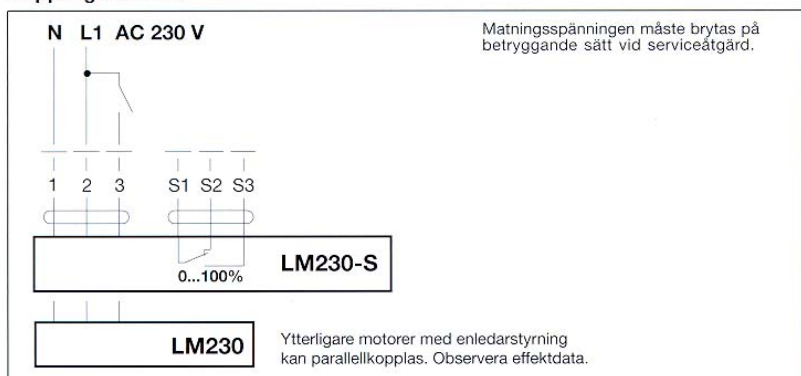 N L1 AC 230 V
Matningsspänningen måste brytas på
betryggande sätt vid serviceåtgärd.
1 2 3 S1 S2 S3
0...100%
LM230-S
LM230
Ytterligare motorer med enledarstyrning
kan parallellkopplas. Observera effektdata.